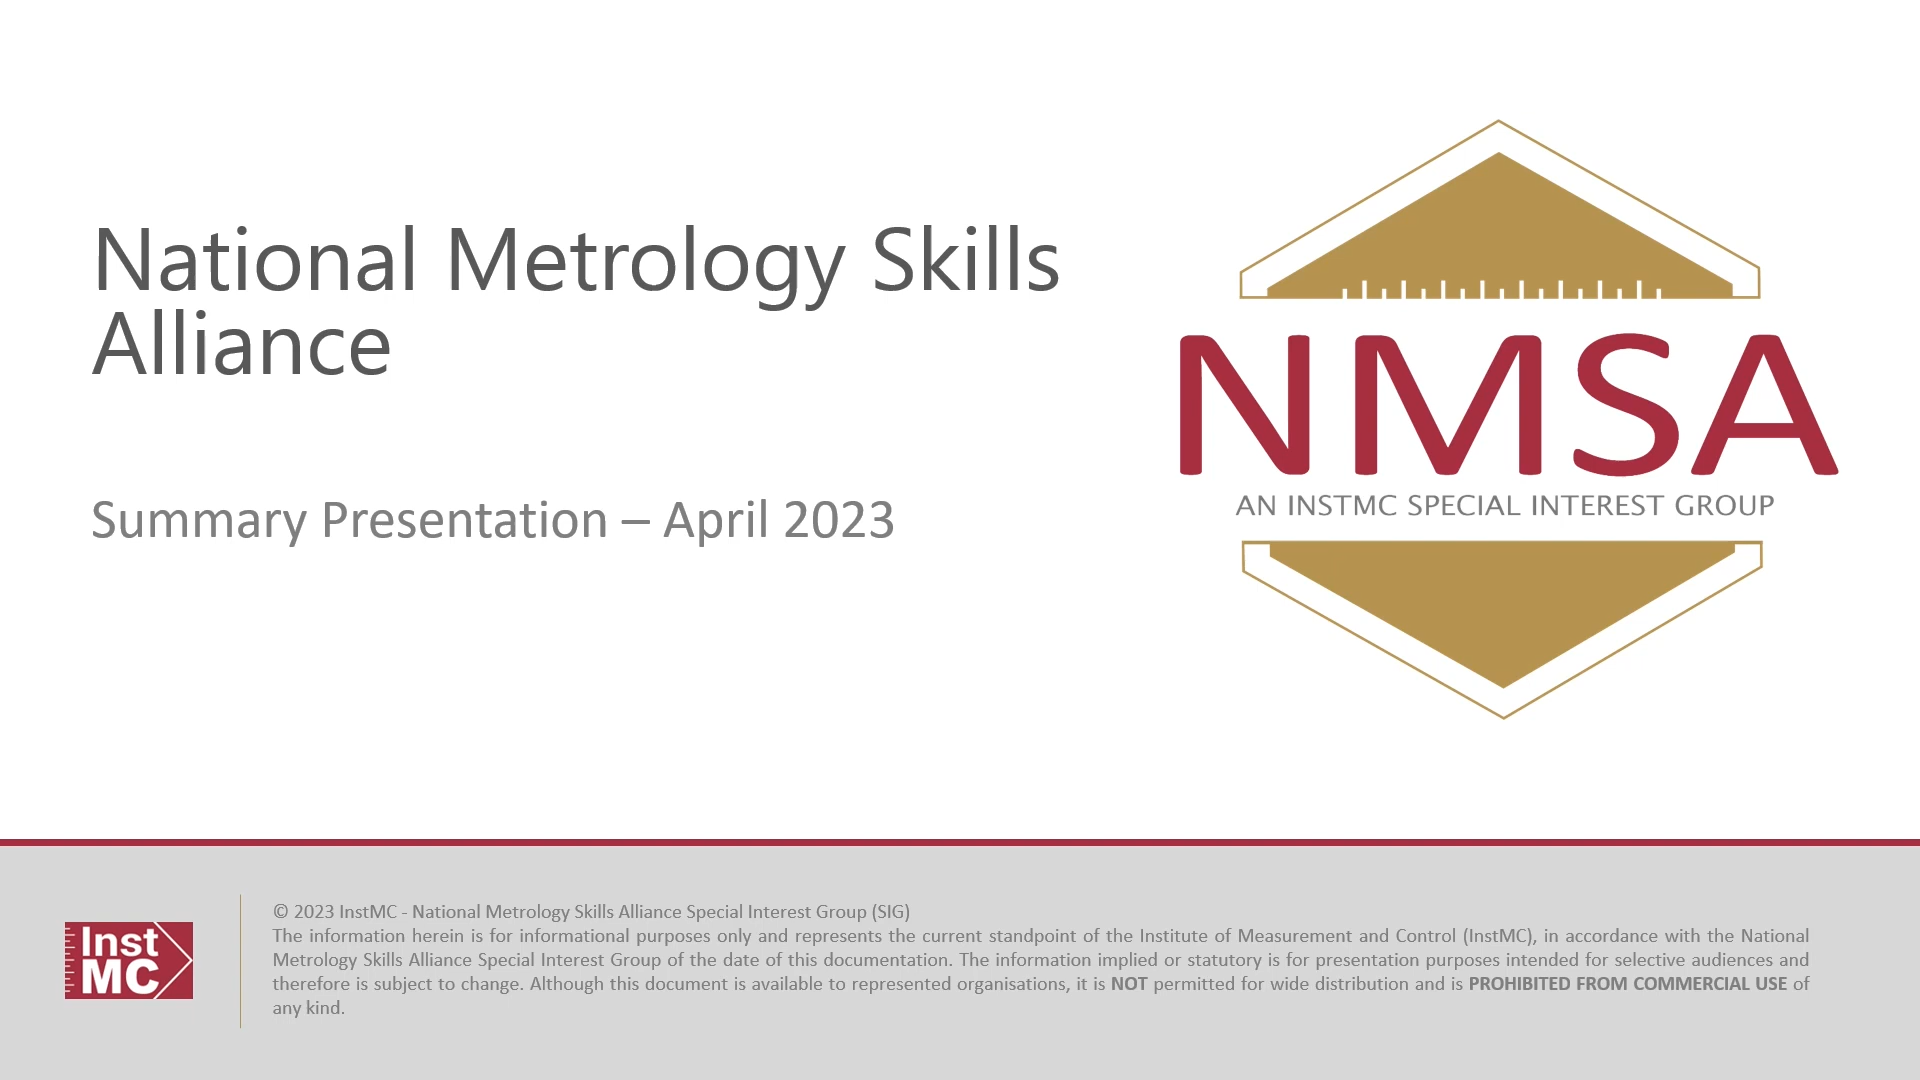 National Metrology Skills
Alliance
Summary Presentation – April 2023
NMSA
AN INSTMC SPECIAL INTEREST GROUP
Inst
MC
© 2023 InstMC - National Metrology Skills Alliance Special Interest Group (SIG)
The information herein is for informational purposes only and represents the current standpoint of the Institute of Measurement and Control (InstMC), in accordance with the National
Metrology Skills Alliance Special Interest Group of the date of this documentation. The information implied or statutory is for presentation purposes intended for selective audiences and
therefore is subject to change. Although this document is available to represented organisations, it is NOT permitted for wide distribution and is PROHIBITED FROM COMMERCIAL USE of
any kind.